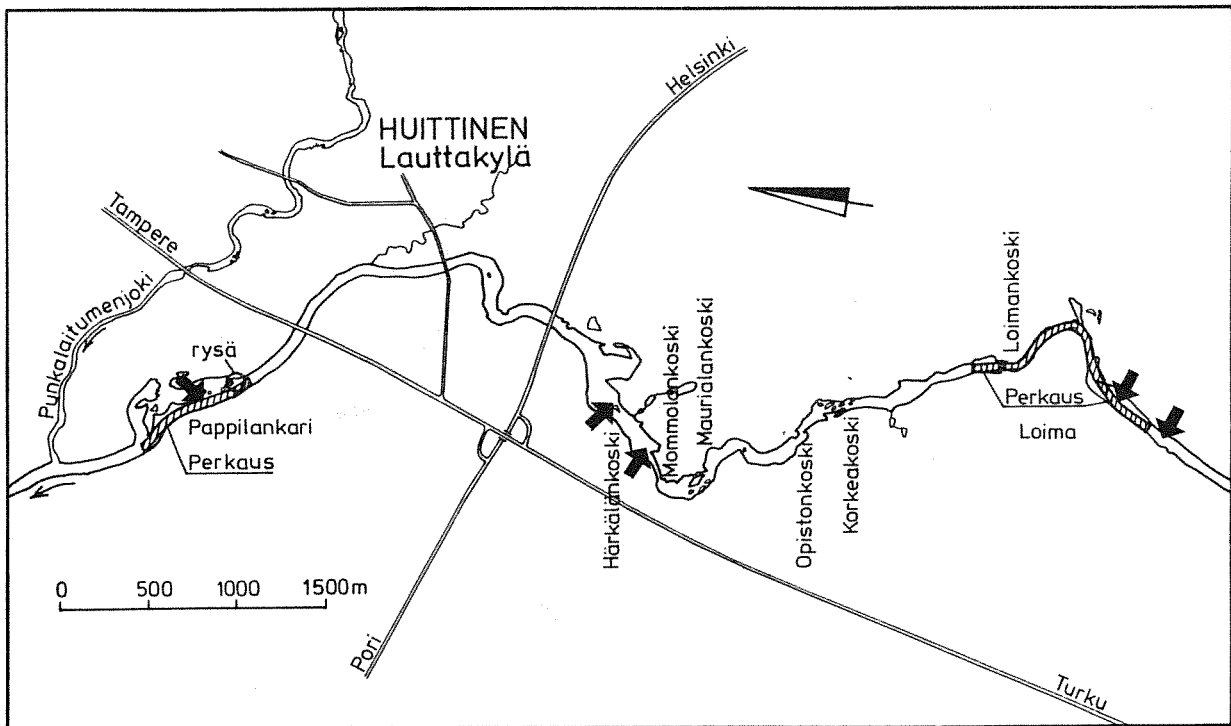 HUITTINEN
Lauttakylä
Helsinki
Tampere
Punkalaitumenjoki
rysä
Pappilankari
Perkaus
Härkälänkoski
Mommolankoski
Maurialankoski
Opistonkoski
Korkeakoski
Loimankoski
Perkaus
Loima
0 500 1000 1500m
Pori
Turku